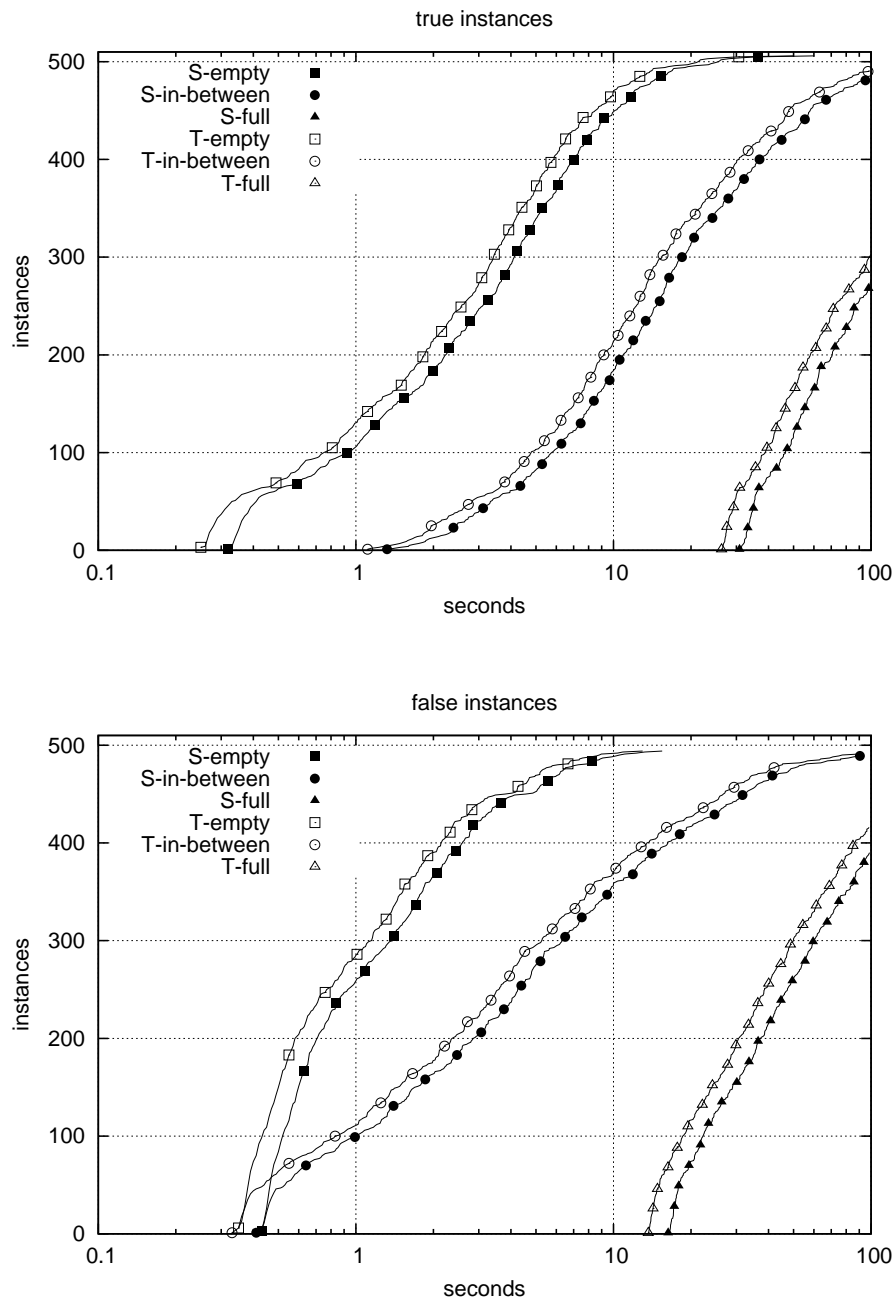 true instances
500
400
300
200
100
0
instances
S-empty
S-in-between
S-full
T-empty
T-in-between
T-full
0.1 1 10 100
seconds
false instances
500
400
300
200
100
0
instances
S-empty
S-in-between
S-full
T-empty
T-in-between
T-full
0.1 1 10 100
seconds